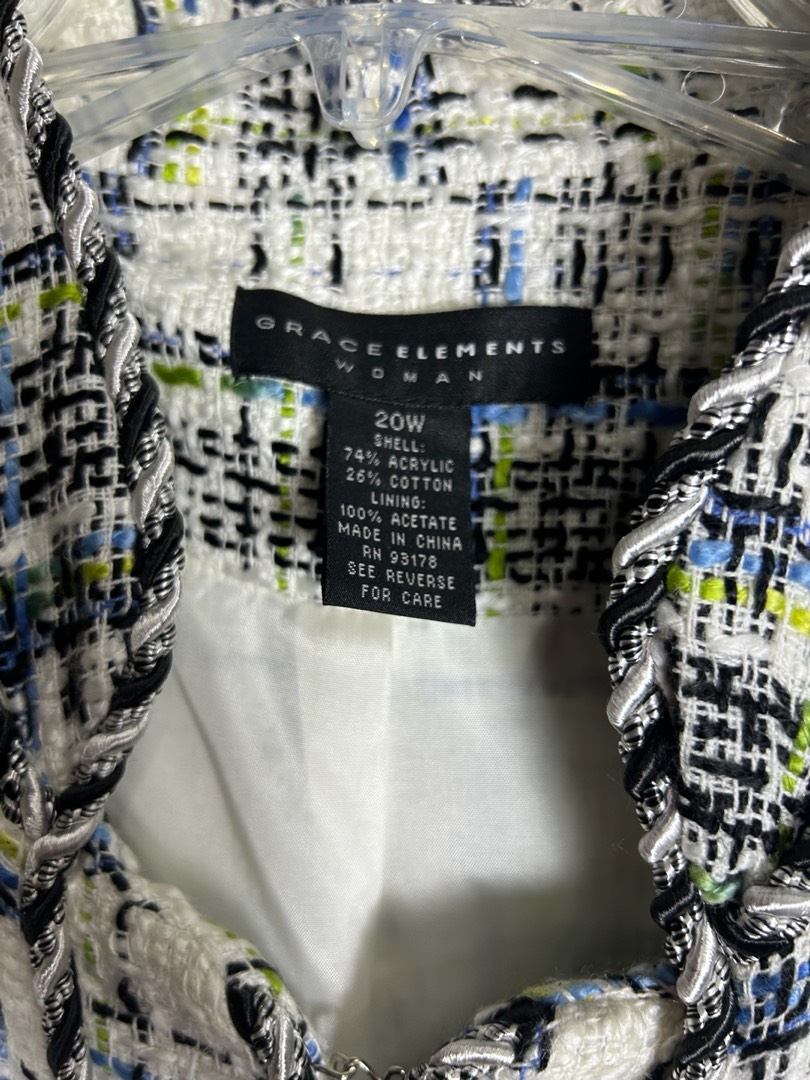 GRACE ELEMENTS
WOMAN
20W
SHELL:
74% ACRYLIC
26% COTTON
LINING:
100% ACETATE
MADE IN CHINA
RN 93178
SEE REVERSE
FOR CARE